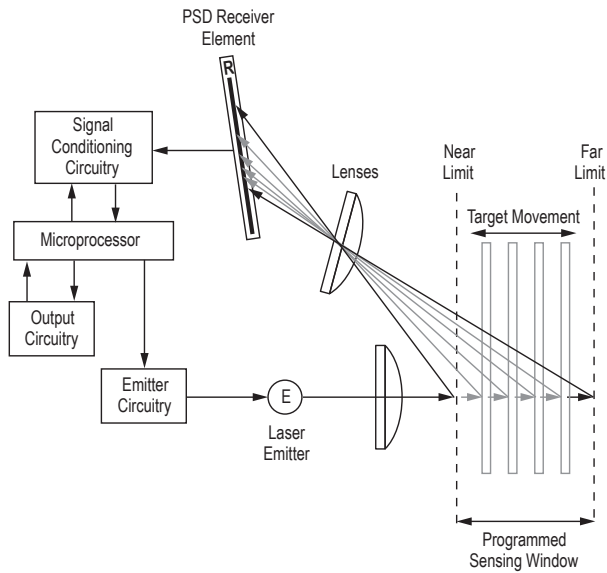 PSD Receiver
Element
R
Signal
Conditioning
Circuitry
Near
Limit
Far
Limit
Lenses
Target Movement
Microprocessor
Output
Circuitry
Emitter
Circuitry
E
Laser
Emitter
Programmed
Sensing Window